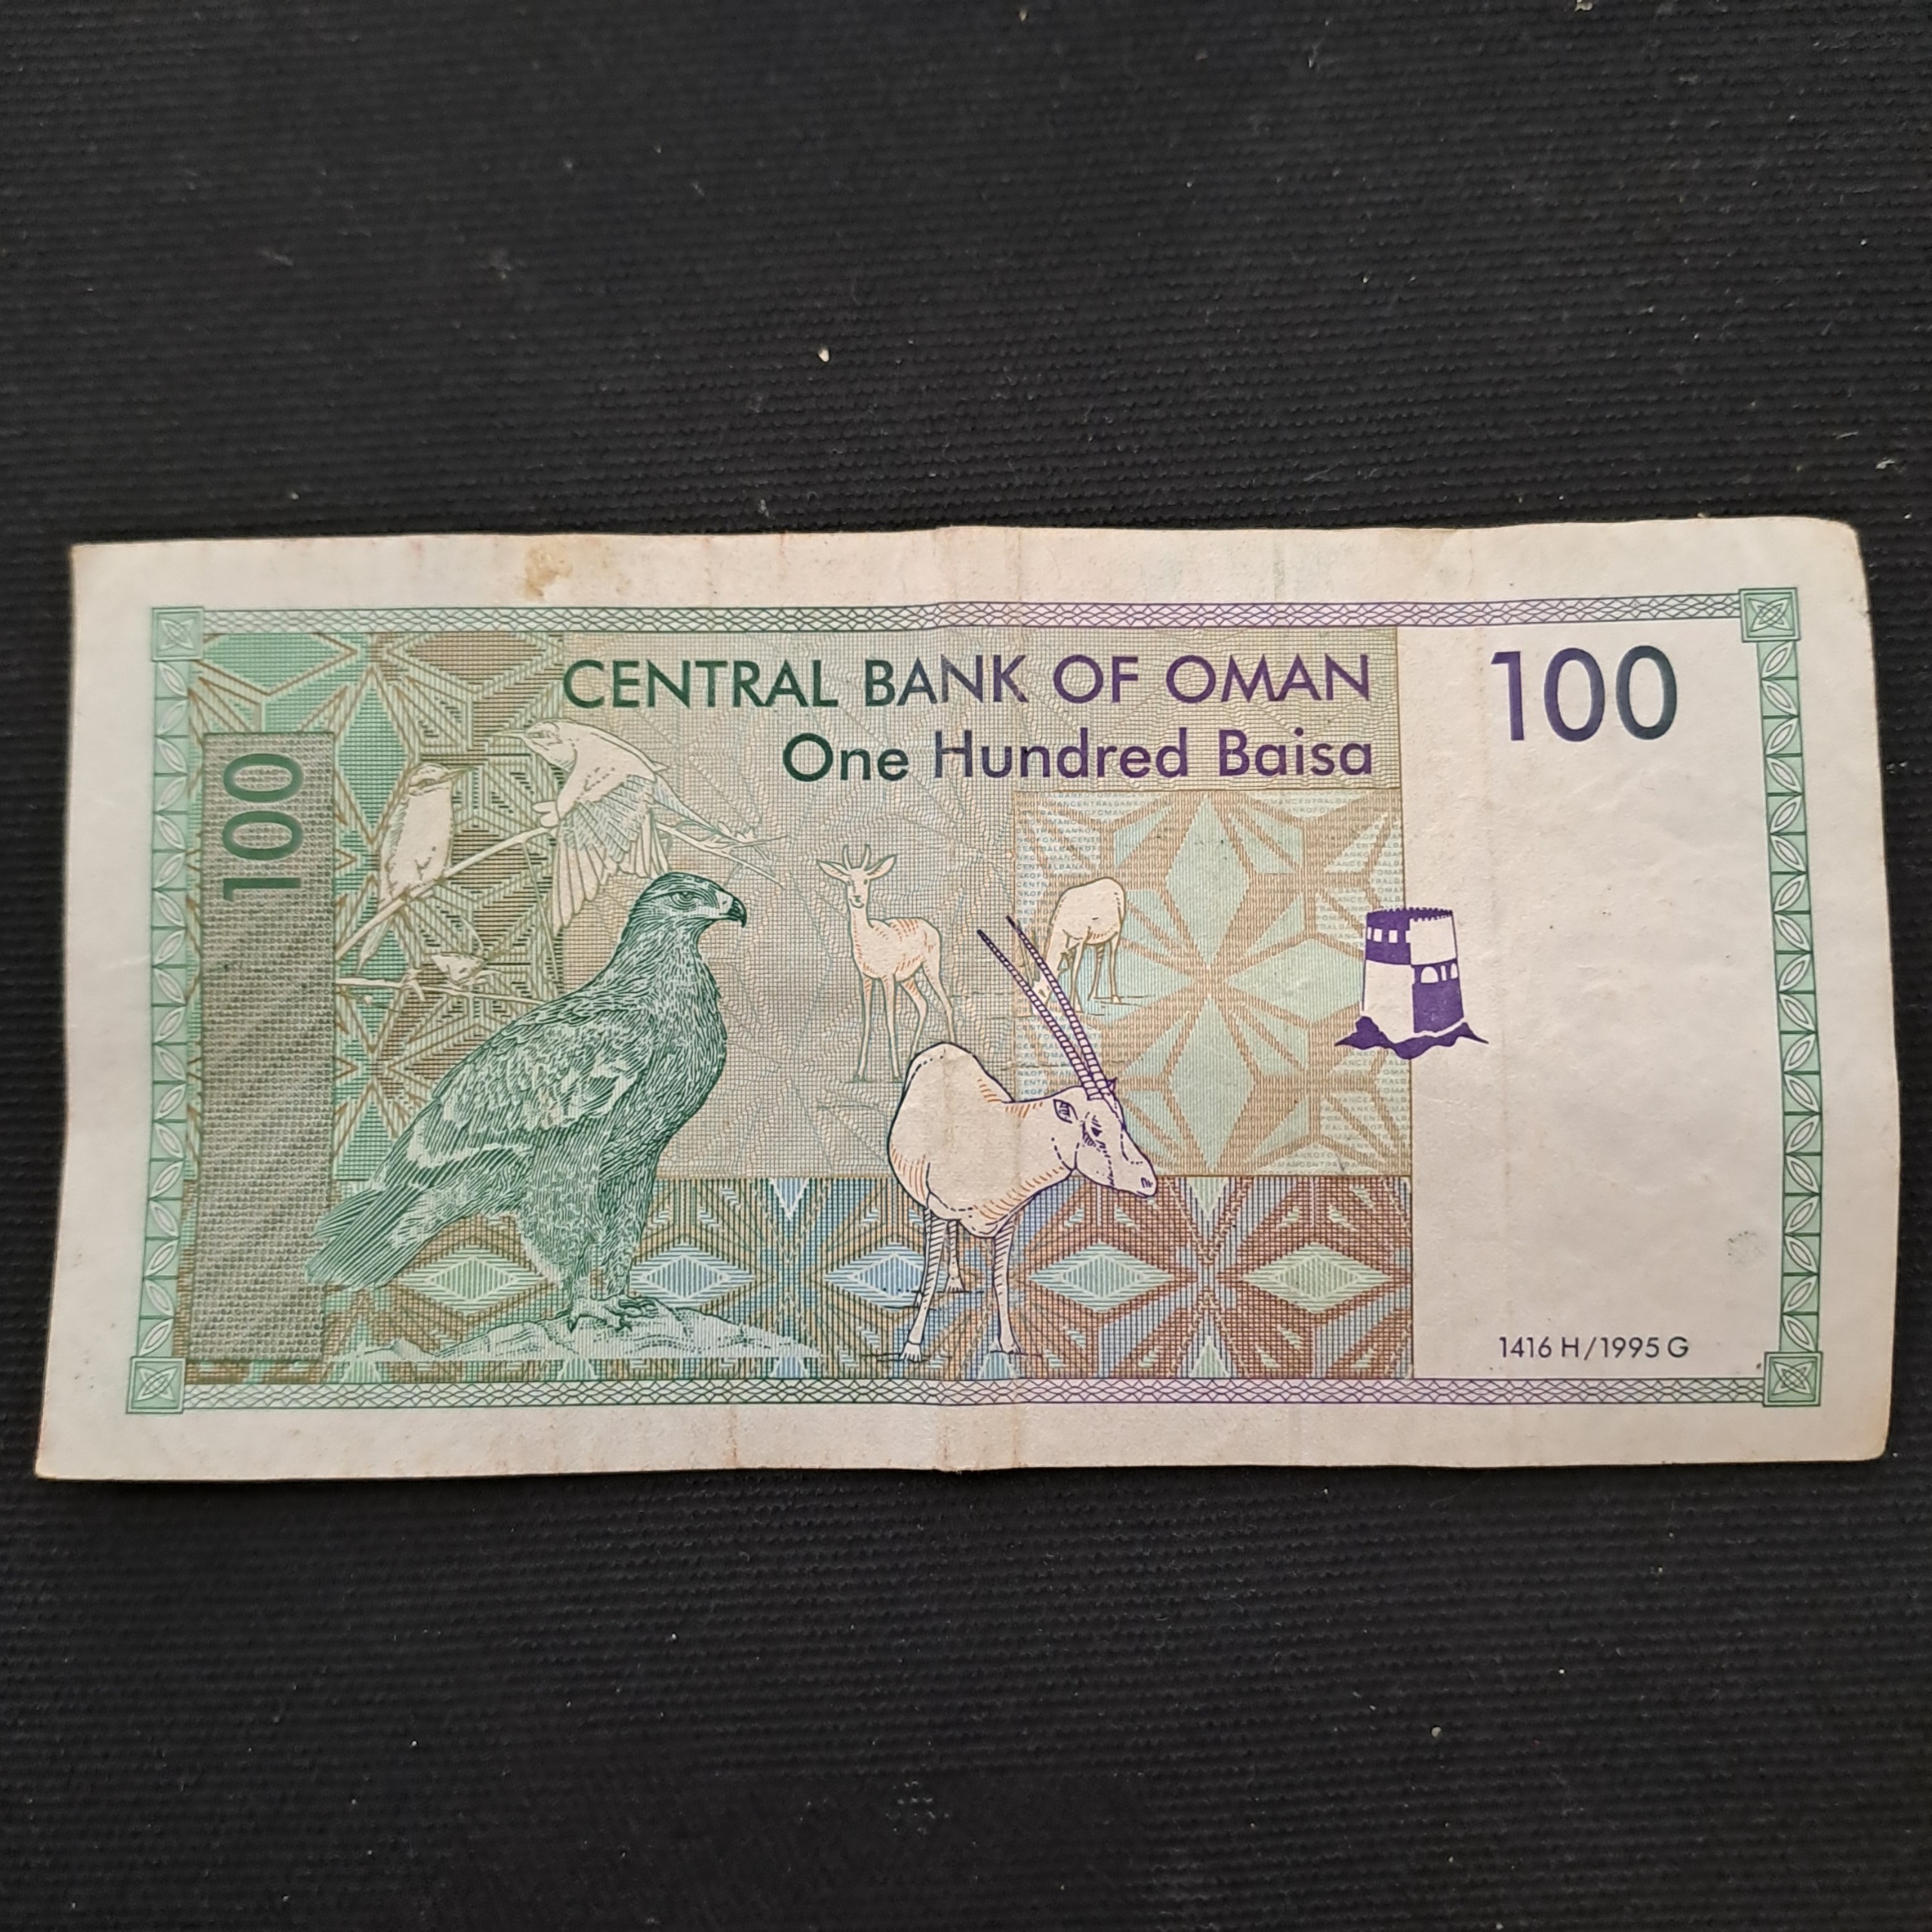 CENTRAL BANK OF OMAN
One Hundred Baisa
100
100
1416 H/1995 G